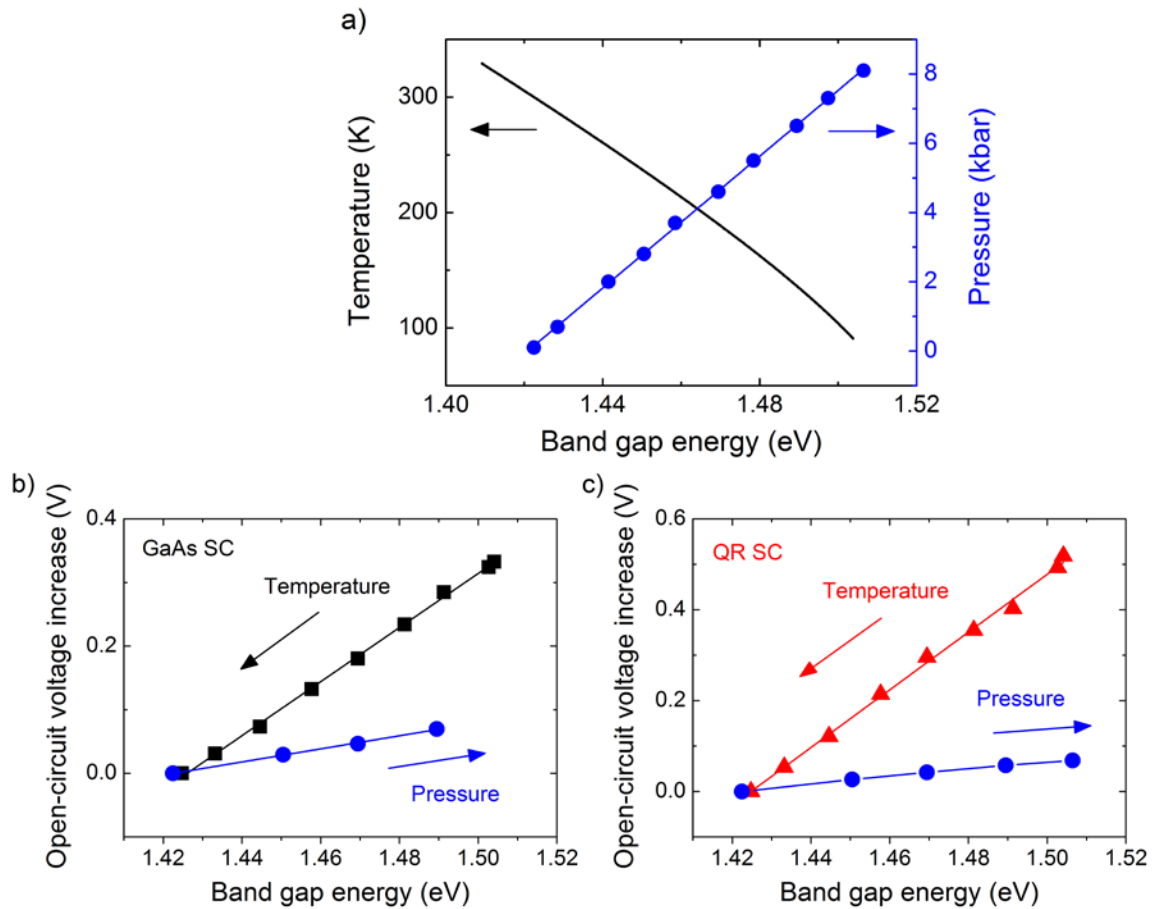 a)
Temperature (K)
300
200
100
8
6
4
2
0
Pressure (kbar)
1.40 1.44 1.48 1.52
Band gap energy (eV)
b)
Open-circuit voltage increase (V)
0.4
0.2
0.0
GaAs SC
Temperature
Pressure
1.42 1.44 1.46 1.48 1.50 1.52
Band gap energy (eV)
c)
Open-circuit voltage increase (V)
0.6
0.4
0.2
0.0
QR SC
Temperature
Pressure
1.42 1.44 1.46 1.48 1.50 1.52
Band gap energy (eV)